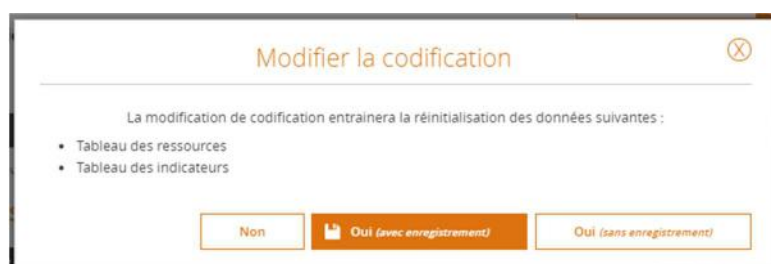 Modifier la codification
La modification de codification entrainera la réinitialisation des données suivantes :
• Tableau des ressources
• Tableau des indicateurs
Non
Oui (avec enregistrement)
Oui (sans enregistrement)